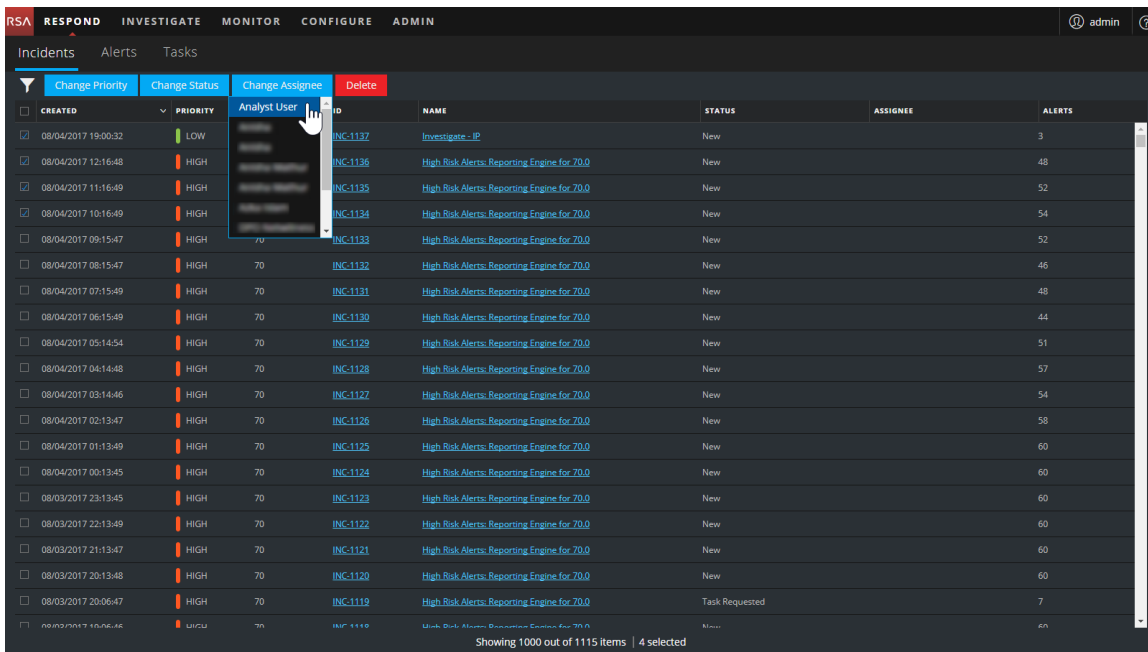 RSA RESPOND INVESTIGATE MONITOR CONFIGURE ADMIN admin
Incidents Alerts Tasks
Change Priority Change Status Change Assignee Delete
CREATED PRIORITY ID NAME STATUS ASSIGNEE ALERTS
Analyst User
08/04/2017 19:00:32 LOW INC-1137 Investigate - IP New 3
08/04/2017 12:16:48 HIGH INC-1136 High Risk Alerts: Reporting Engine for 70.0 New 48
08/04/2017 11:16:49 HIGH INC-1135 High Risk Alerts: Reporting Engine for 70.0 New 52
08/04/2017 10:16:49 HIGH INC-1134 High Risk Alerts: Reporting Engine for 70.0 New 54
08/04/2017 09:15:47 HIGH 70 INC-1133 High Risk Alerts: Reporting Engine for 70.0 New 52
08/04/2017 08:15:47 HIGH 70 INC-1132 High Risk Alerts: Reporting Engine for 70.0 New 46
08/04/2017 07:15:49 HIGH 70 INC-1131 High Risk Alerts: Reporting Engine for 70.0 New 48
08/04/2017 06:15:49 HIGH 70 INC-1130 High Risk Alerts: Reporting Engine for 70.0 New 44
08/04/2017 05:14:54 HIGH 70 INC-1129 High Risk Alerts: Reporting Engine for 70.0 New 51
08/04/2017 04:14:48 HIGH 70 INC-1128 High Risk Alerts: Reporting Engine for 70.0 New 57
08/04/2017 03:14:46 HIGH 70 INC-1127 High Risk Alerts: Reporting Engine for 70.0 New 54
08/04/2017 02:13:47 HIGH 70 INC-1126 High Risk Alerts: Reporting Engine for 70.0 New 58
08/04/2017 01:13:49 HIGH 70 INC-1125 High Risk Alerts: Reporting Engine for 70.0 New 60
08/04/2017 00:13:45 HIGH 70 INC-1124 High Risk Alerts: Reporting Engine for 70.0 New 60
08/03/2017 23:13:45 HIGH 70 INC-1123 High Risk Alerts: Reporting Engine for 70.0 New 60
08/03/2017 22:13:49 HIGH 70 INC-1122 High Risk Alerts: Reporting Engine for 70.0 New 60
08/03/2017 21:13:47 HIGH 70 INC-1121 High Risk Alerts: Reporting Engine for 70.0 New 60
08/03/2017 20:13:48 HIGH 70 INC-1120 High Risk Alerts: Reporting Engine for 70.0 New 60
08/03/2017 20:06:47 HIGH 70 INC-1119 High Risk Alerts: Reporting Engine for 70.0 Task Requested 7
08/03/2017 19:06:46 HIGH 70 INC-1118 High Risk Alerts: Reporting Engine for 70.0 New 60
Showing 1000 out of 1115 items | 4 selected